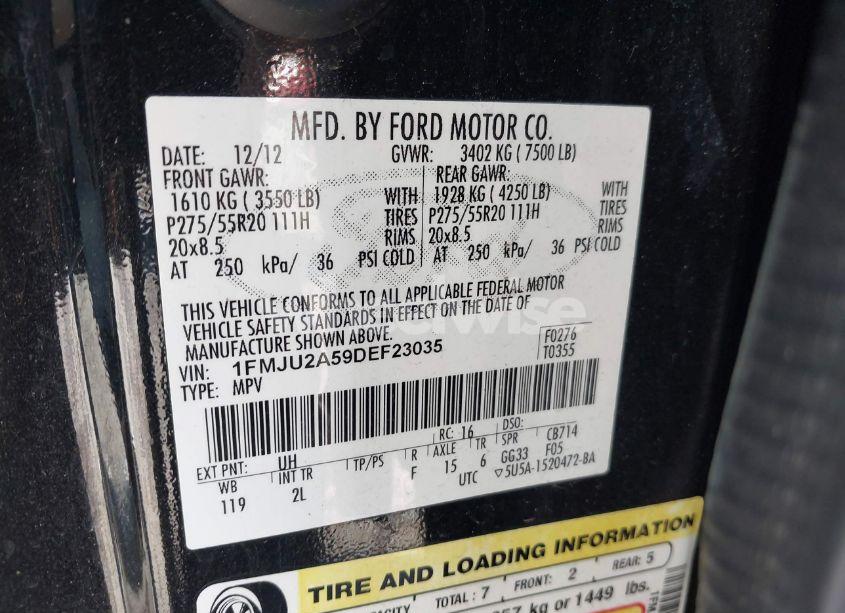 MFD. BY FORD MOTOR CO.
DATE: 12/12 GVWR: 3402 KG ( 7500 LB)
FRONT GAWR: REAR GAWR:
1610 KG ( 3550 LB) WITH 1928 KG ( 4250 LB) WITH
P275/55R20 111H TIRES P275/55R20 111H TIRES
20x8.5 RIMS 20x8.5 RIMS
AT 250 kPa/ 36 PSI COLD AT 250 kPa/ 36 PSI COLD
THIS VEHICLE CONFORMS TO ALL APPLICABLE FEDERAL MOTOR
VEHICLE SAFETY STANDARDS IN EFFECT ON THE DATE OF
MANUFACTURE SHOWN ABOVE.
VIN: 1FMJU2A59DEF23035 F0276
TYPE: MPV T0355
EXT PNT: UH RC: 16 DSO:
WB INT TR TP/PS R AXLE TR SPR CB714
119 2L F 15 6 GG33 F05
UTC ▽5U5A-1520472-BA
TIRE AND LOADING INFORMATION
TOTAL: 7 FRONT: 2 REAR: 5
kg or 1449 lbs.